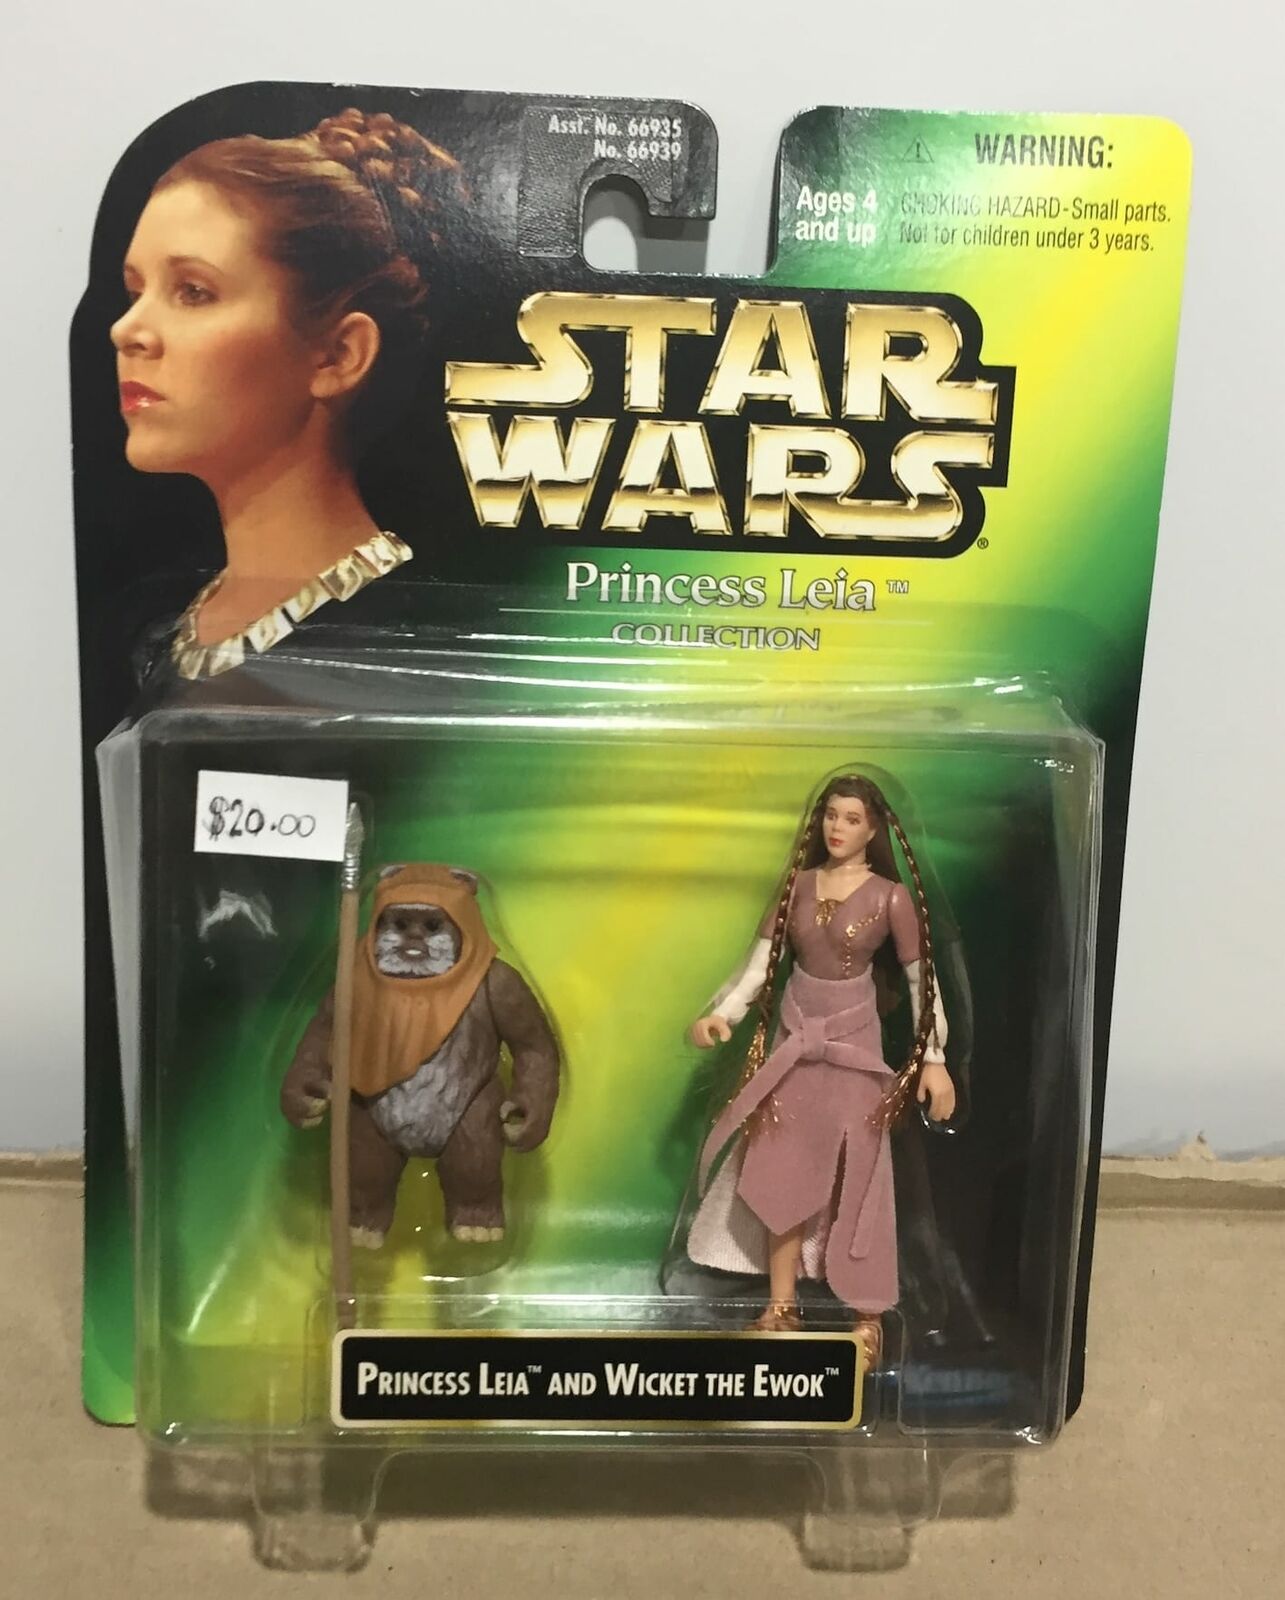 Asst. No. 66935
No. 66939
WARNING:
Ages 4
and up
CHOKING HAZARD-Small parts.
Not for children under 3 years.
STAR
WARS®
Princess Leia™
COLLECTION
$20.00
PRINCESS LEIA™ AND WICKET THE EWOK™
Kenner